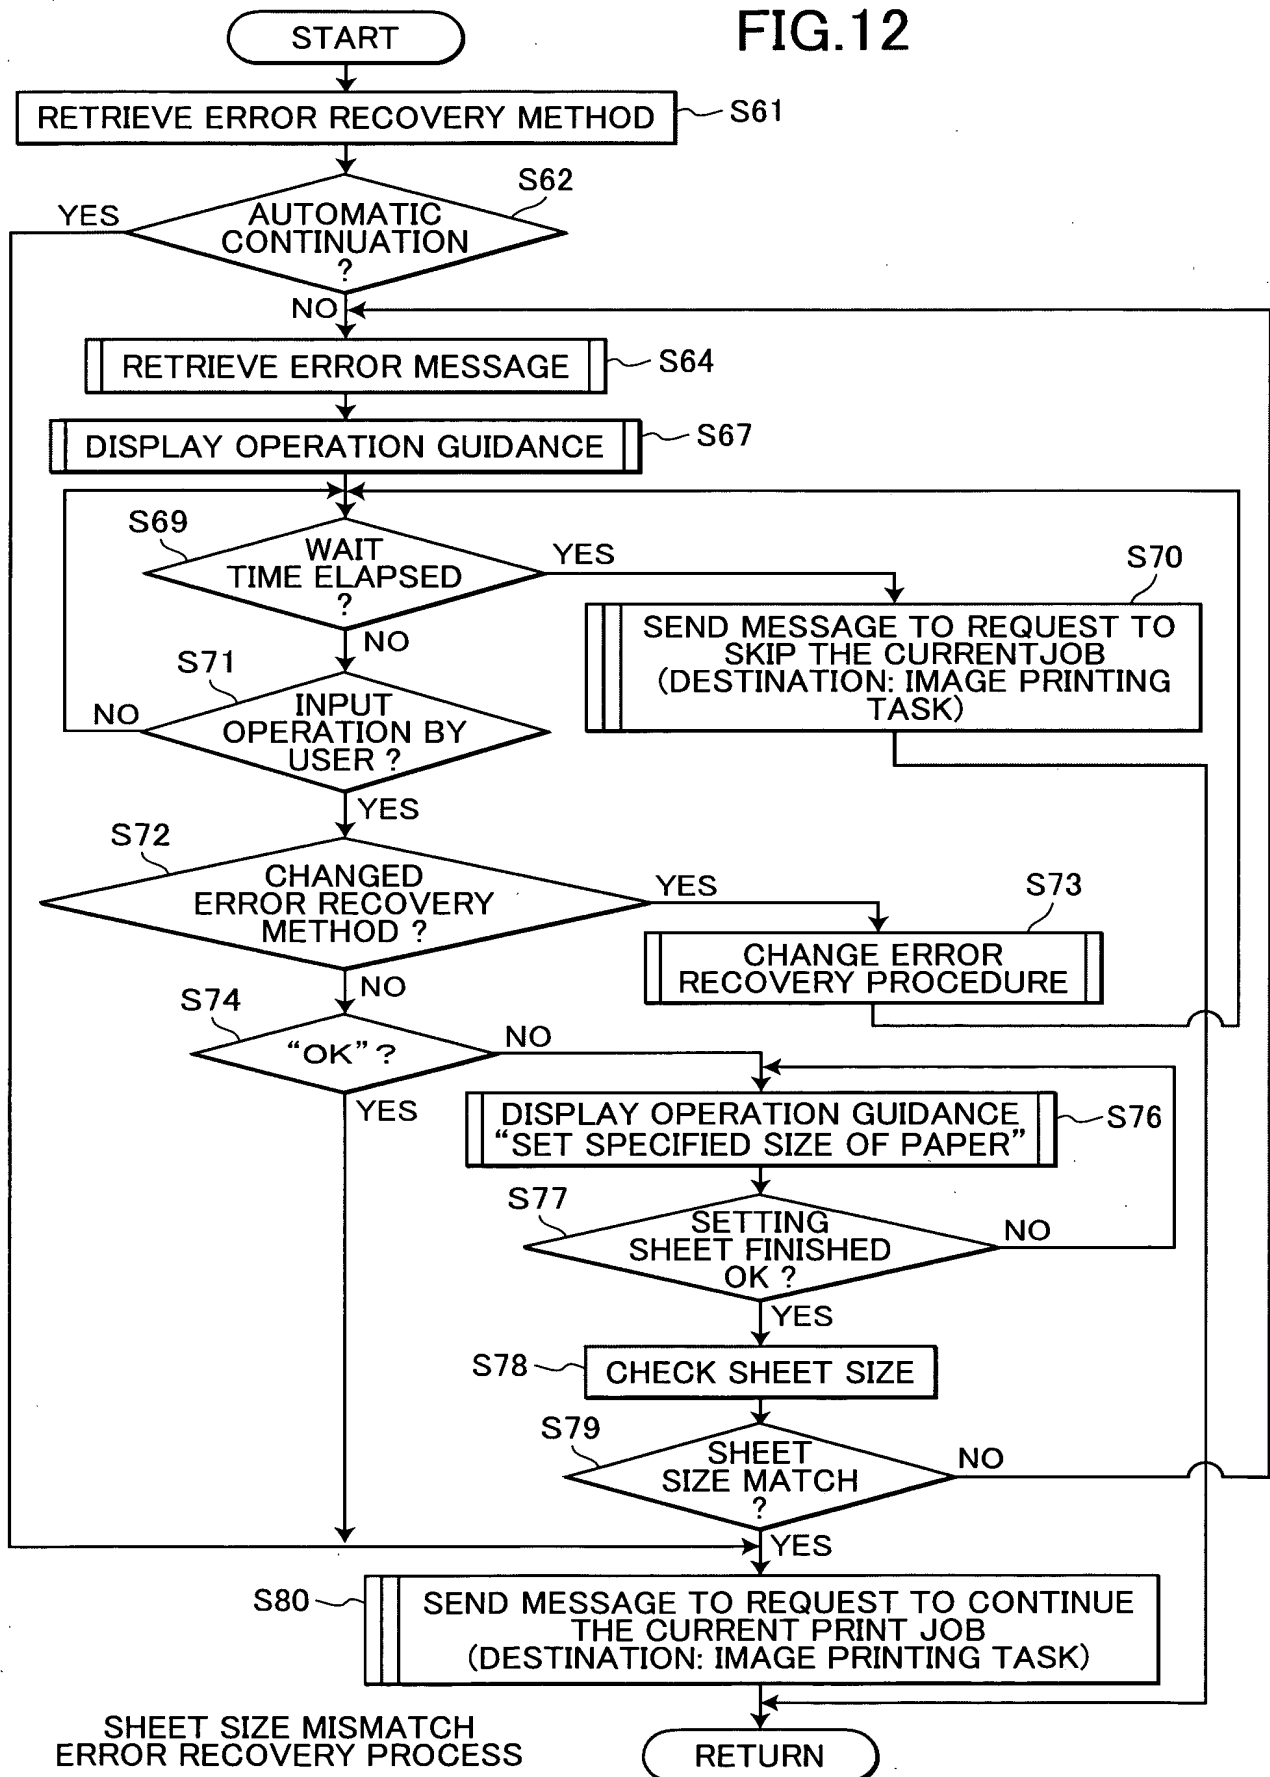 FIG.12
START
RETRIEVE ERROR RECOVERY METHOD
S61
S62
YES
AUTOMATIC
CONTINUATION
?
NO
RETRIEVE ERROR MESSAGE
S64
DISPLAY OPERATION GUIDANCE
S67
S69
WAIT
TIME ELAPSED
?
YES
NO
S70
SEND MESSAGE TO REQUEST TO
SKIP THE CURRENTJOB
(DESTINATION: IMAGE PRINTING
TASK)
S71
NO
INPUT
OPERATION BY
USER ?
YES
S72
CHANGED
ERROR RECOVERY
METHOD ?
YES
NO
S73
CHANGE ERROR
RECOVERY PROCEDURE
S74
“OK” ?
NO
YES
DISPLAY OPERATION GUIDANCE
“SET SPECIFIED SIZE OF PAPER”
S76
S77
SETTING
SHEET FINISHED
OK ?
NO
YES
S78
CHECK SHEET SIZE
S79
SHEET
SIZE MATCH
?
NO
YES
S80
SEND MESSAGE TO REQUEST TO CONTINUE
THE CURRENT PRINT JOB
(DESTINATION: IMAGE PRINTING TASK)
SHEET SIZE MISMATCH
ERROR RECOVERY PROCESS
RETURN